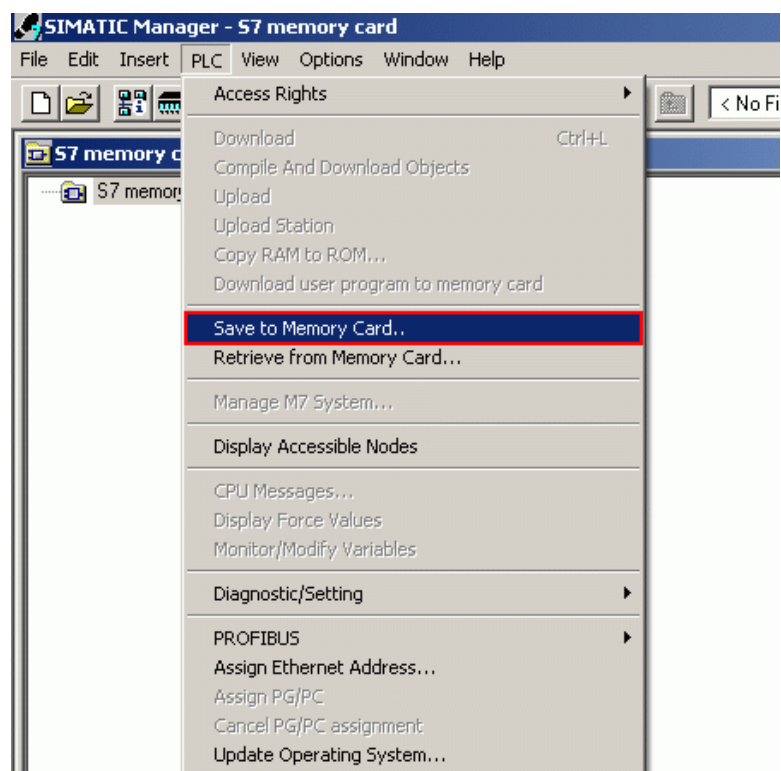 SIMATIC Manager - S7 memory card
File Edit Insert PLC View Options Window Help
Access Rights
< No Fi
Download Ctrl+L
S7 memory c
Compile And Download Objects
S7 memory
Upload
Upload Station
Copy RAM to ROM...
Download user program to memory card
Save to Memory Card..
Retrieve from Memory Card...
Manage M7 System...
Display Accessible Nodes
CPU Messages...
Display Force Values
Monitor/Modify Variables
Diagnostic/Setting
PROFIBUS
Assign Ethernet Address...
Assign PG/PC
Cancel PG/PC assignment
Update Operating System...